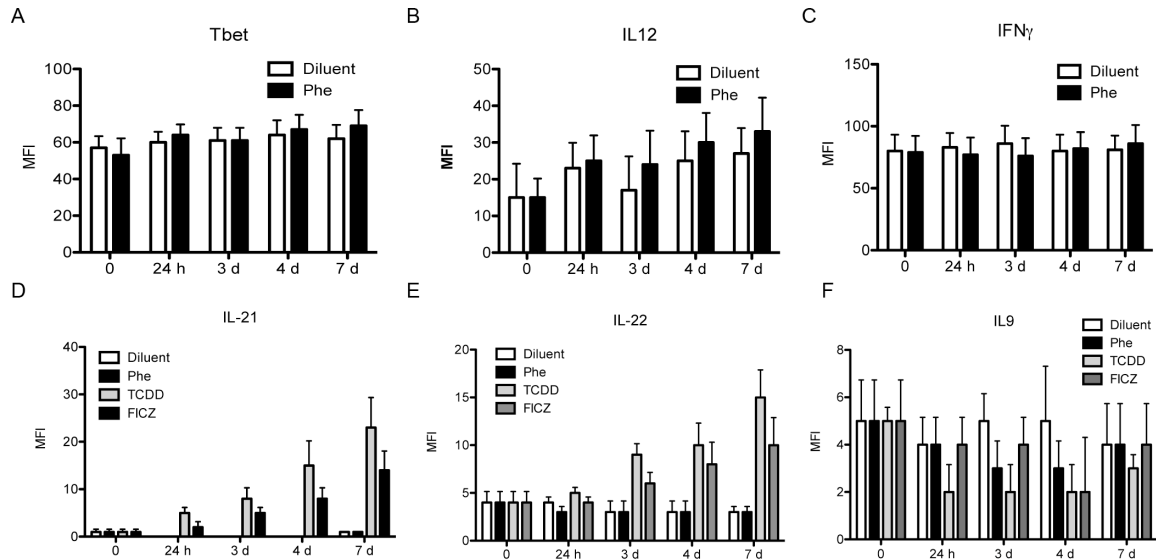 A
Tbet
Diluent
Phe
MFI
100
80
60
40
20
0
0 24 h 3 d 4 d 7 d
B
IL12
Diluent
Phe
MFI
50
40
30
20
10
0
0 24 h 3 d 4 d 7 d
C
IFNγ
Diluent
Phe
MFI
150
100
50
0
0 24 h 3 d 4 d 7 d
D
IL-21
Diluent
Phe
TCDD
FICZ
MFI
40
30
20
10
0
0 24 h 3 d 4 d 7 d
E
IL-22
Diluent
Phe
TCDD
FICZ
MFI
20
15
10
5
0
0 24 h 3 d 4 d 7 d
F
IL9
Diluent
Phe
TCDD
FICZ
MFI
8
6
4
2
0
0 24 h 3 d 4 d 7 d